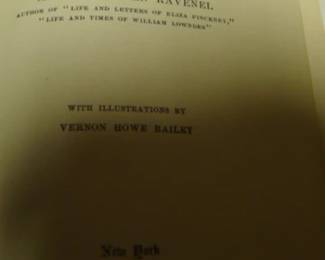 RAVENEL
AUTHOR OF "LIFE AND LETTERS OF ELIZA PINCKNEY,"
"LIFE AND TIMES OF WILLIAM LOWNDES"
WITH ILLUSTRATIONS BY
VERNON HOWE BAILEY
New York